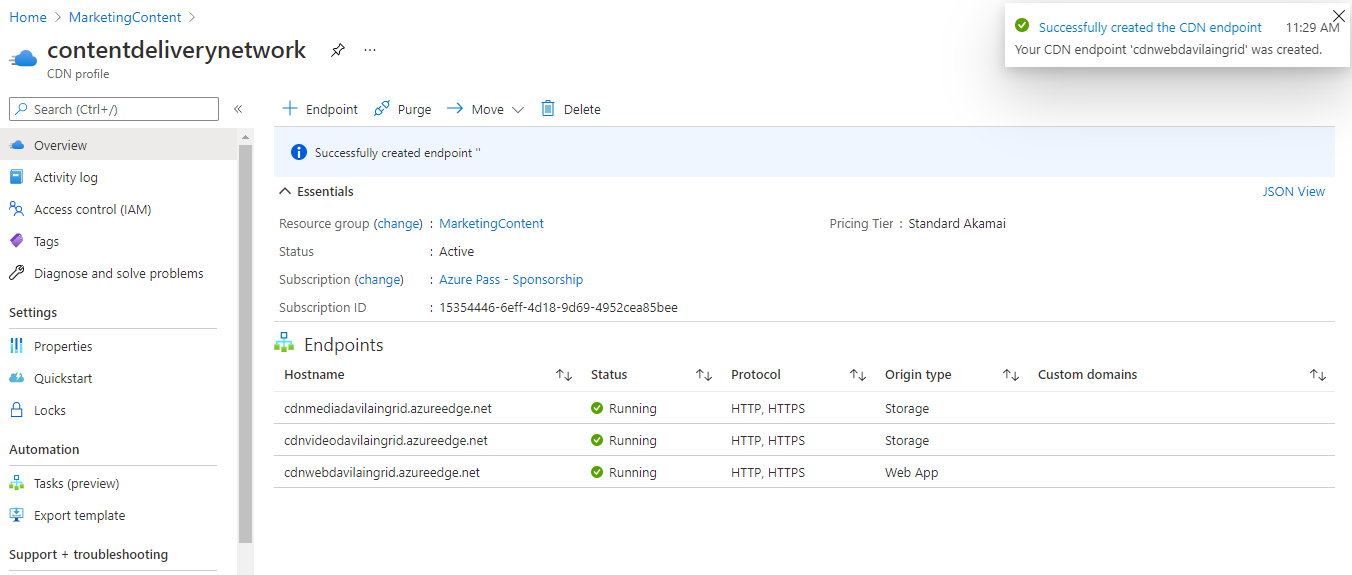 Home > MarketingContent >
contentdeliverynetwork
CDN profile
Successfully created the CDN endpoint 11:29 AM
Your CDN endpoint 'cdnwebdavilaingrid' was created.
Search (Ctrl+/)
Endpoint Purge Move Delete
Overview
Activity log
Access control (IAM)
Tags
Diagnose and solve problems
Settings
Properties
Quickstart
Locks
Automation
Tasks (preview)
Export template
Support + troubleshooting
Successfully created endpoint ''
Essentials JSON View
Resource group (change) : MarketingContent Pricing Tier : Standard Akamai
Status : Active
Subscription (change) : Azure Pass - Sponsorship
Subscription ID : 15354446-6eff-4d18-9d69-4952cea85bee
Endpoints
Hostname Status Protocol Origin type Custom domains
cdnmediadavilaingrid.azureedge.net Running HTTP, HTTPS Storage
cdnvideodavilaingrid.azureedge.net Running HTTP, HTTPS Storage
cdnwebdavilaingrid.azureedge.net Running HTTP, HTTPS Web App